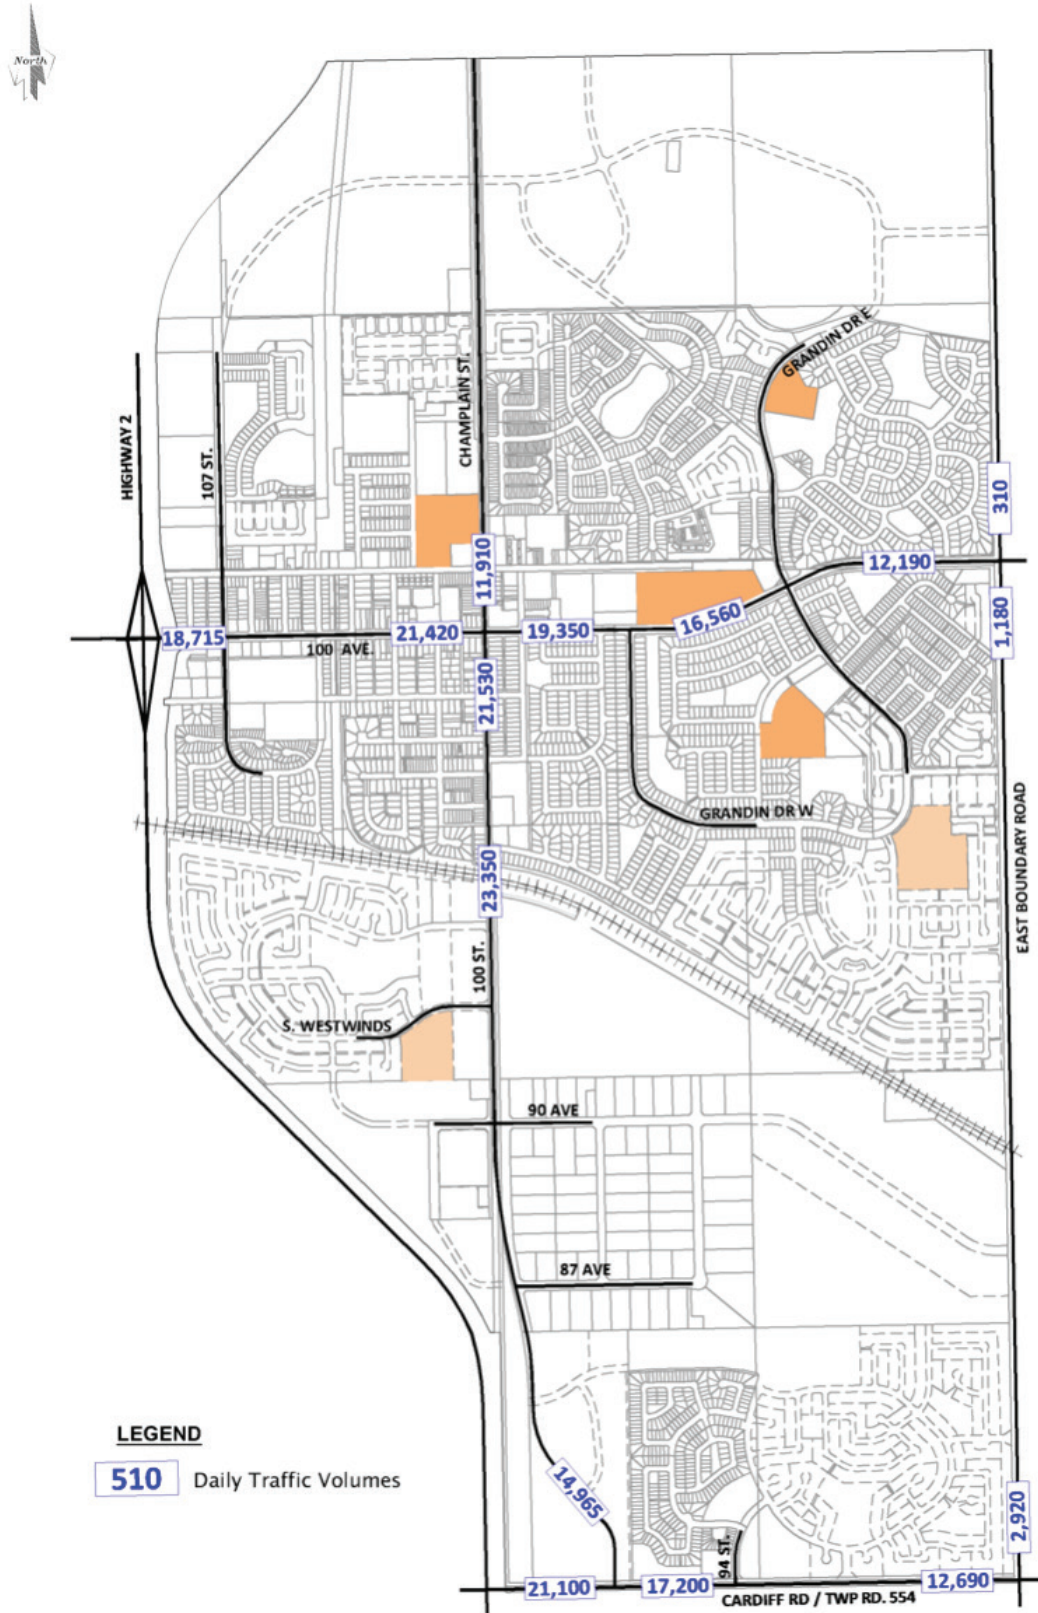 North
GRANDIN DR E
CHAMPLAIN ST.
HIGHWAY 2
107 ST.
310
11,910
12,190
18,715
21,420
19,350
16,560
1,180
100 AVE.
21,530
GRANDIN DR W
23,350
EAST BOUNDARY ROAD
100 ST.
S. WESTWINDS
90 AVE
87 AVE
LEGEND
510 Daily Traffic Volumes
14,965
2,920
94 ST.
21,100
17,200
12,690
CARDIFF RD / TWP RD. 554